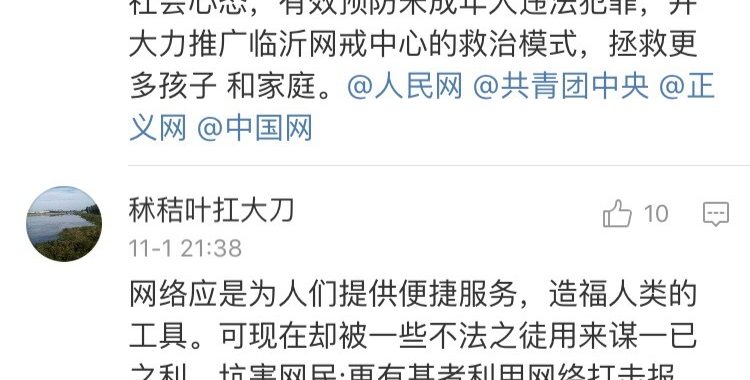 社会心态，有效预防未成年人违法犯罪，并
大力推广临沂网戒中心的救治模式，拯救更
多孩子 和家庭。@人民网 @共青团中央 @正
义网 @中国网
秫秸叶扛大刀
10
11-1 21:38
网络应是为人们提供便捷服务，造福人类的
工具。可现在却被一些不法之徒用来谋一已
之利，坑害网民;更有甚者利用网络打击报